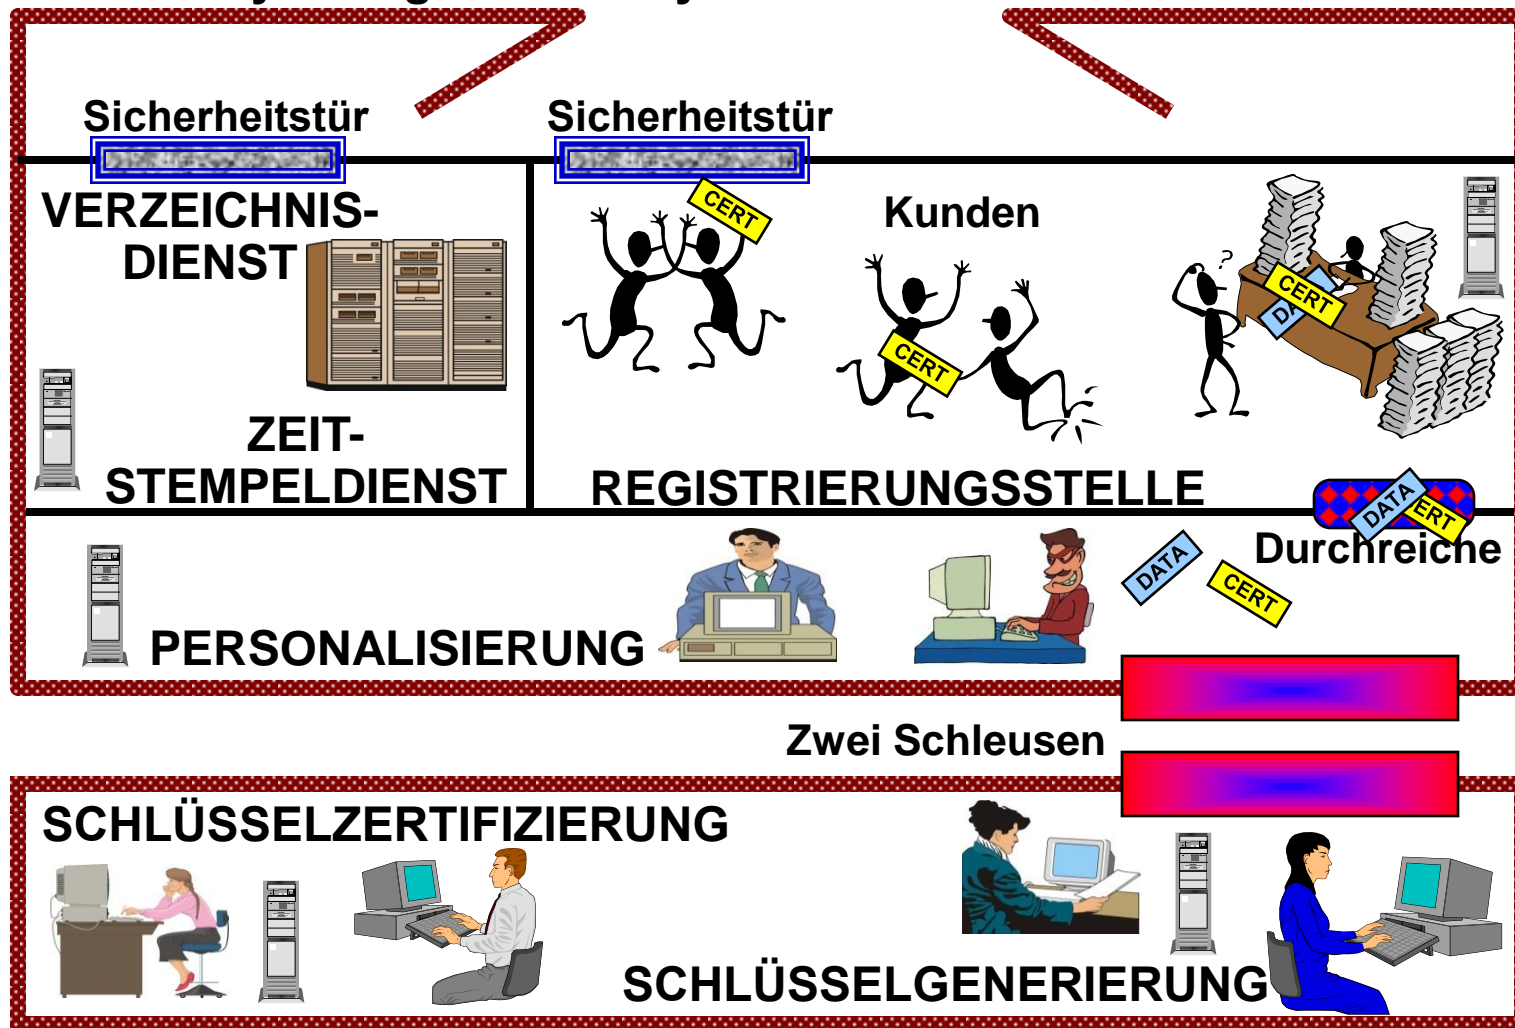 Sicherheitstür
Sicherheitstür
VERZEICHNIS-
DIENST
CERT
Kunden
?
CERT
CERT
ZEIT-
STEMPELDIENST
REGISTRIERUNGSSTELLE
DATA
ERT
Durchreiche
DATA
CERT
PERSONALISIERUNG
Zwei Schleusen
SCHLÜSSELZERTIFIZIERUNG
SCHLÜSSELGENERIERUNG